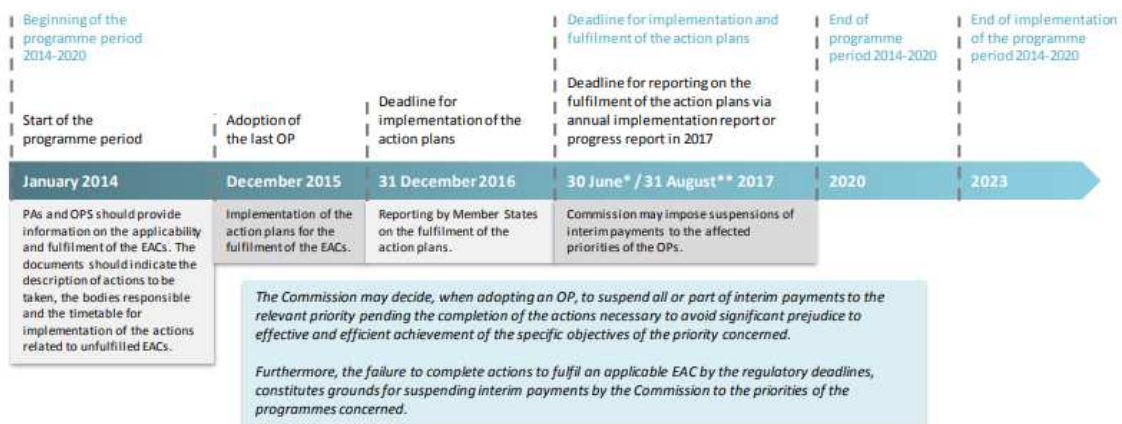 Beginning of the
programme period
2014-2020
Deadline for implementation and
fulfilment of the action plans
End of
programme
period 2014-2020
End of implementation
of the programme
period 2014-2020
Start of the
programme period
Adoption of
the last OP
Deadline for
implementation of the
action plans
Deadline for reporting on the
fulfilment of the action plans via
annual implementation report or
progress report in 2017
January 2014
December 2015
31 December 2016
30 June* / 31 August** 2017
2020
2023
PAs and OPS should provide
information on the applicability
and fulfilment of the EACs. The
documents should indicate the
description of actions to be
taken, the bodies responsible
and the timetable for
implementation of the actions
related to unfulfilled EACs.
Implementation of the
action plans for the
fulfilment of the EACs.
Reporting by Member States
on the fulfilment of the
action plans.
Commission may impose suspensions of
interim payments to the affected
priorities of the OPs.
The Commission may decide, when adopting an OP, to suspend all or part of interim payments to the
relevant priority pending the completion of the actions necessary to avoid significant prejudice to
effective and efficient achievement of the specific objectives of the priority concerned.
Furthermore, the failure to complete actions to fulfil an applicable EAC by the regulatory deadlines,
constitutes grounds for suspending interim payments by the Commission to the priorities of the
programmes concerned.